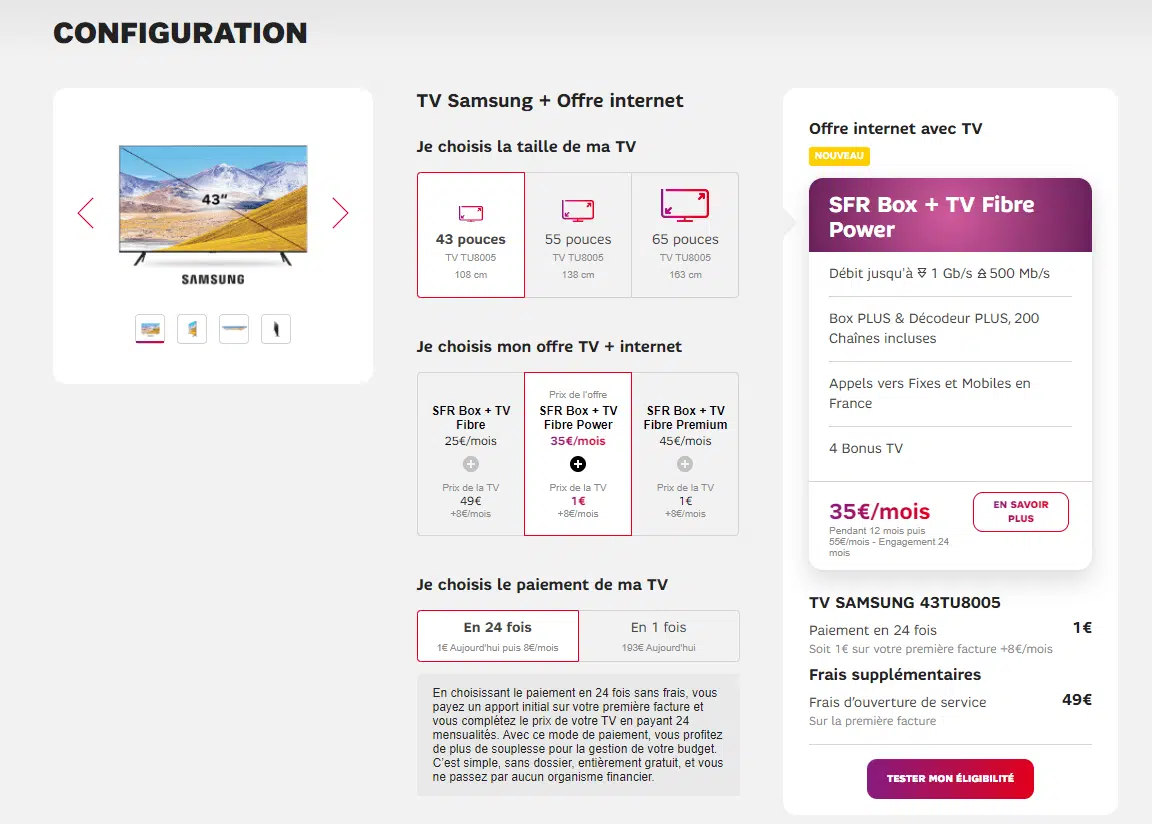 CONFIGURATION
43"
SAMSUNG
TV Samsung + Offre internet
Je choisis la taille de ma TV
43 pouces
TV TU8005
108 cm
55 pouces
TV TU8005
138 cm
65 pouces
TV TU8005
163 cm
Je choisis mon offre TV + internet
SFR Box + TV
Fibre
25€/mois
Prix de la TV
49€
+8€/mois
Prix de l'offre
SFR Box + TV
Fibre Power
35€/mois
Prix de la TV
1€
+8€/mois
SFR Box + TV
Fibre Premium
45€/mois
Prix de la TV
1€
+8€/mois
Je choisis le paiement de ma TV
En 24 fois
1€ Aujourd'hui puis 8€/mois
En 1 fois
193€ Aujourd'hui
En choisissant le paiement en 24 fois sans frais, vous
payez un apport initial sur votre première facture et
vous complétez le prix de votre TV en payant 24
mensualités. Avec ce mode de paiement, vous profitez
de plus de souplesse pour la gestion de votre budget.
C'est simple, sans dossier, entièrement gratuit, et vous
ne passez par aucun organisme financier.
Offre internet avec TV
NOUVEAU
SFR Box + TV Fibre
Power
Débit jusqu'à 1 Gb/s 500 Mb/s
Box PLUS & Décodeur PLUS, 200
Chaînes incluses
Appels vers Fixes et Mobiles en
France
4 Bonus TV
35€/mois
Pendant 12 mois puis
55€/mois - Engagement 24
mois
EN SAVOIR
PLUS
TV SAMSUNG 43TU8005
Paiement en 24 fois 1€
Soit 1€ sur votre première facture +8€/mois
Frais supplémentaires
Frais d'ouverture de service 49€
Sur la première facture
TESTER MON ÉLIGIBILITÉ